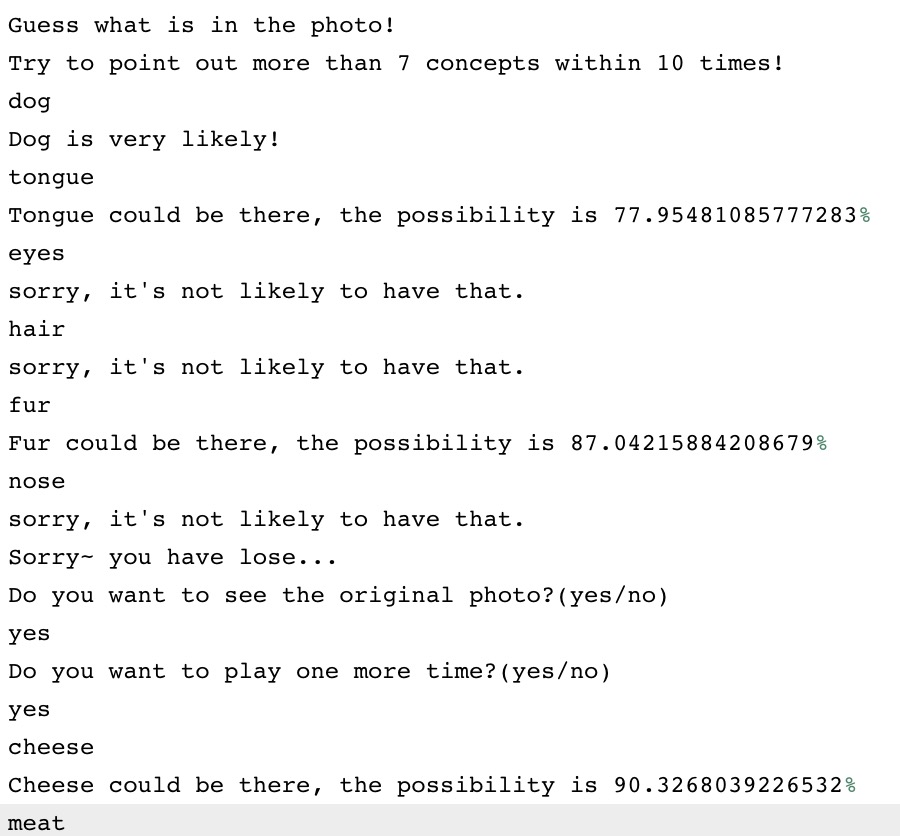 Guess what is in the photo!
Try to point out more than 7 concepts within 10 times!
dog
Dog is very likely!
tongue
Tongue could be there, the possibility is 77.95481085777283%
eyes
sorry, it's not likely to have that.
hair
sorry, it's not likely to have that.
fur
Fur could be there, the possibility is 87.04215884208679%
nose
sorry, it's not likely to have that.
Sorry~ you have lose...
Do you want to see the original photo?(yes/no)
yes
Do you want to play one more time?(yes/no)
yes
cheese
Cheese could be there, the possibility is 90.3268039226532%
meat